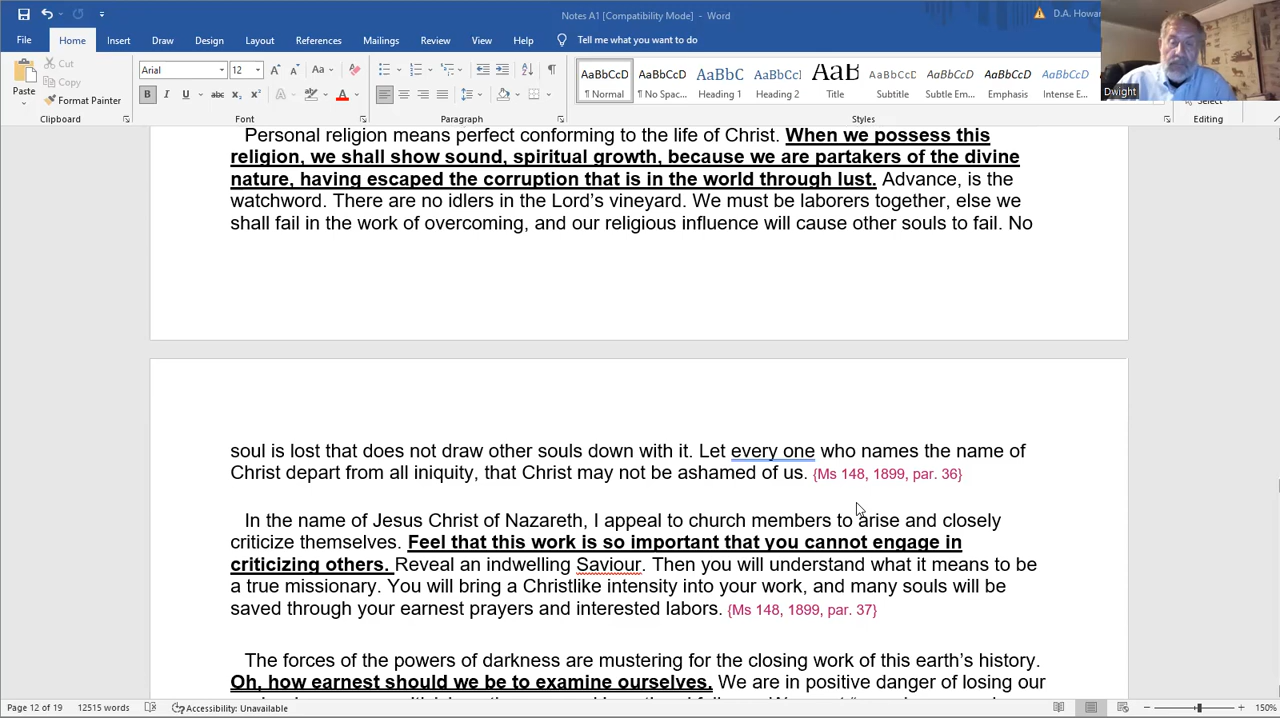 Notes A1 [Compatibility Mode] - Word
D.A. Howar
File Home Insert Draw Design Layout References Mailings Review View Help Tell me what you want to do
Dwight
Paste
Cut
Copy
Format Painter
Arial 12
AaBbCcD AaBbCcD AaBbC AaBbCcI AaB AaBbCcD AaBbCcD AaBbCcD AaBbCcD
¶ Normal ¶ No Spac... Heading 1 Heading 2 Title Subtitle Subtle Em... Emphasis Intense E...
Select
Clipboard Font Paragraph Styles Editing
Personal religion means perfect conforming to the life of Christ. When we possess this
religion, we shall show sound, spiritual growth, because we are partakers of the divine
nature, having escaped the corruption that is in the world through lust. Advance, is the
watchword. There are no idlers in the Lord’s vineyard. We must be laborers together, else we
shall fail in the work of overcoming, and our religious influence will cause other souls to fail. No
soul is lost that does not draw other souls down with it. Let every one who names the name of
Christ depart from all iniquity, that Christ may not be ashamed of us. {Ms 148, 1899, par. 36}
In the name of Jesus Christ of Nazareth, I appeal to church members to arise and closely
criticize themselves. Feel that this work is so important that you cannot engage in
criticizing others. Reveal an indwelling Saviour. Then you will understand what it means to be
a true missionary. You will bring a Christlike intensity into your work, and many souls will be
saved through your earnest prayers and interested labors. {Ms 148, 1899, par. 37}
The forces of the powers of darkness are mustering for the closing work of this earth’s history.
Oh, how earnest should we be to examine ourselves. We are in positive danger of losing our
Page 12 of 19 12515 words Accessibility: Unavailable 150%